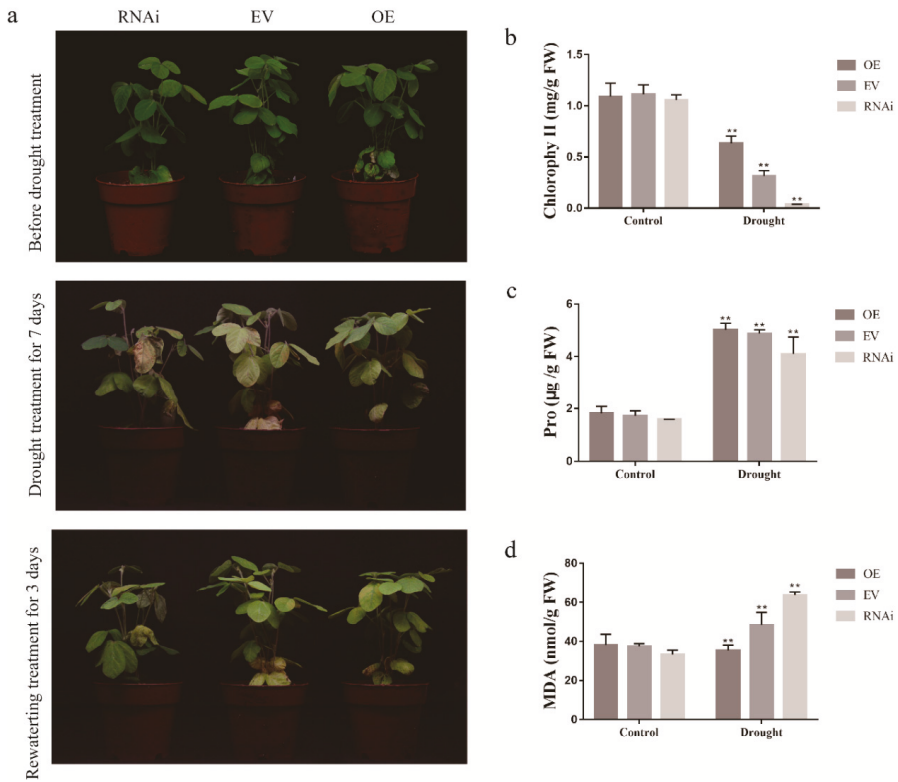 a
RNAi EV OE
Before drought treatment
Drought treatment for 7 days
Rewaterting treatment for 3 days
b
Chlorophy II (mg/g FW)
1.5
1.0
0.5
0.0
** ** **
Control Drought
OE
EV
RNAi
c
Pro (µg /g FW)
6
4
2
0
** ** **
Control Drought
OE
EV
RNAi
d
MDA (nmol/g FW)
80
60
40
20
0
** ** **
Control Drought
OE
EV
RNAi